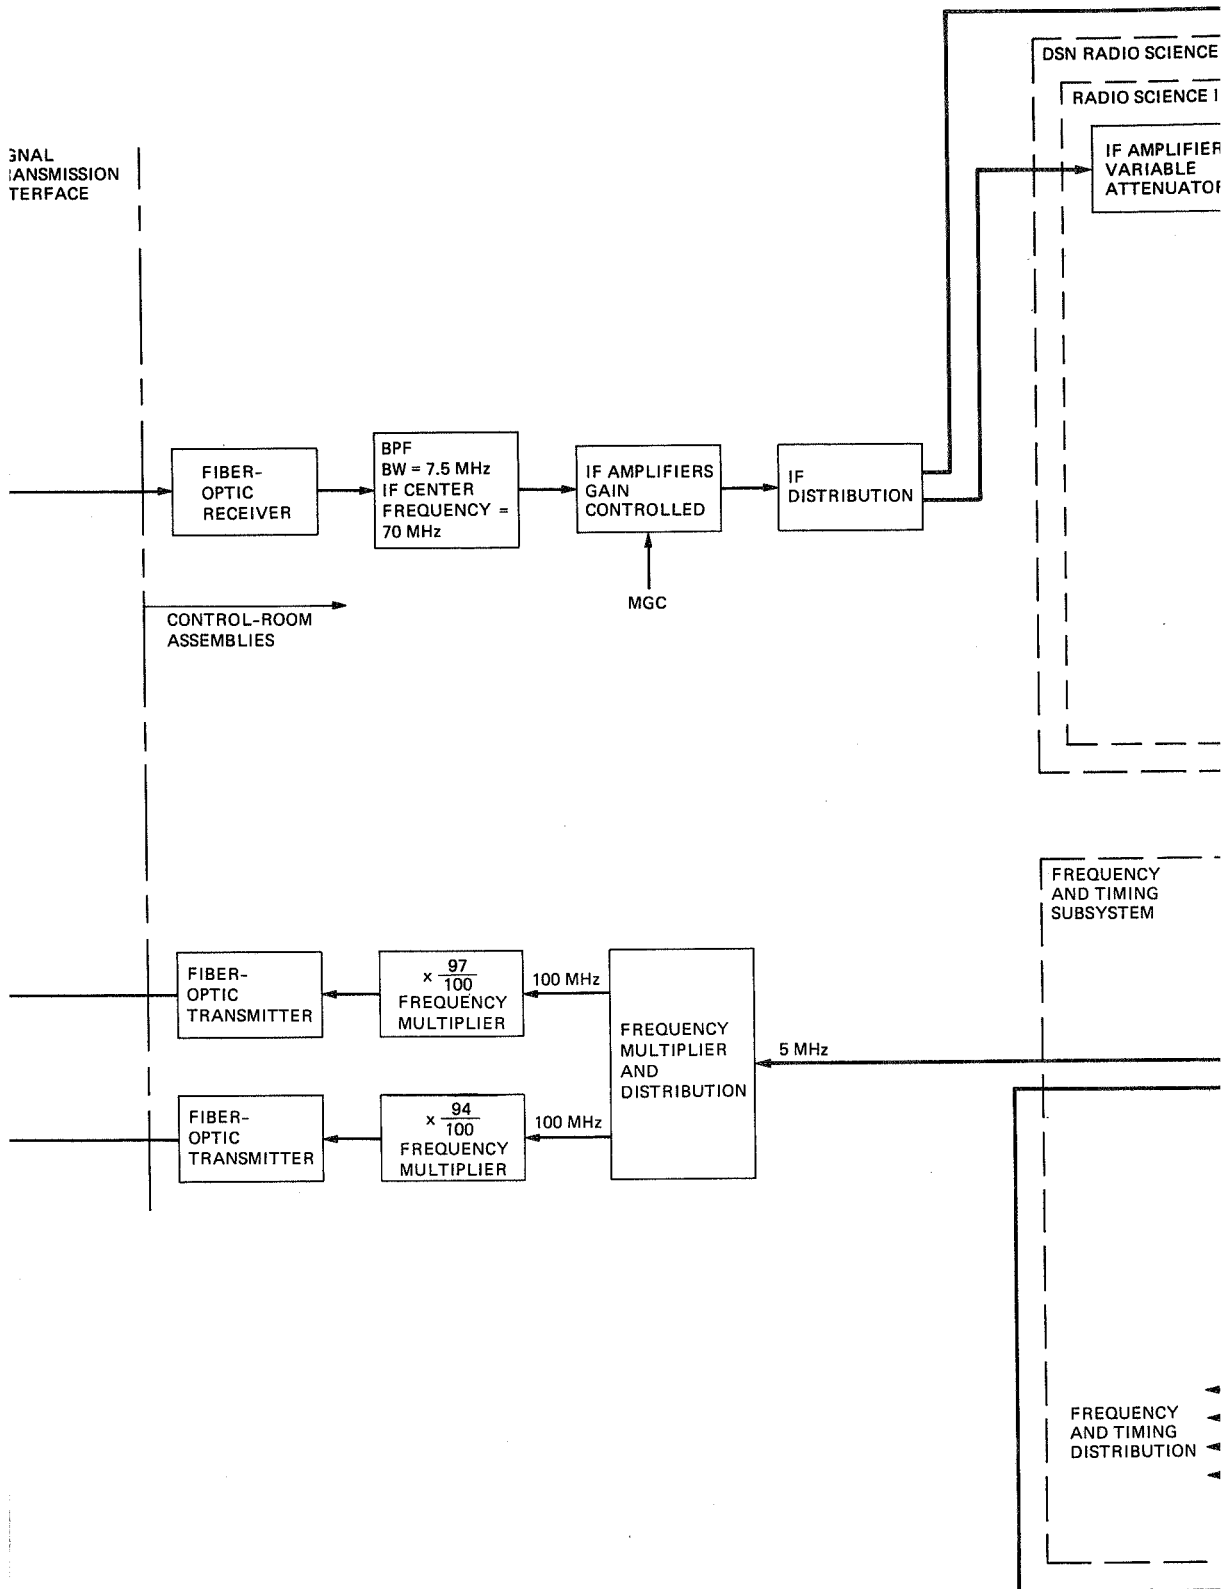 DSN RADIO SCIENCE
RADIO SCIENCE
IF AMPLIFIER
VARIABLE
ATTENUATOR
GNAL
ANSMISSION
TERFACE
FIBER-
OPTIC
RECEIVER
BPF
BW = 7.5 MHz
IF CENTER
FREQUENCY =
70 MHz
IF AMPLIFIERS
GAIN
CONTROLLED
IF
DISTRIBUTION
MGC
CONTROL-ROOM
ASSEMBLIES
FREQUENCY
AND TIMING
SUBSYSTEM
FIBER-
OPTIC
TRANSMITTER
x 97/100
FREQUENCY
MULTIPLIER
100 MHz
FREQUENCY
MULTIPLIER
AND
DISTRIBUTION
5 MHz
FIBER-
OPTIC
TRANSMITTER
x 94/100
FREQUENCY
MULTIPLIER
100 MHz
FREQUENCY
AND TIMING
DISTRIBUTION